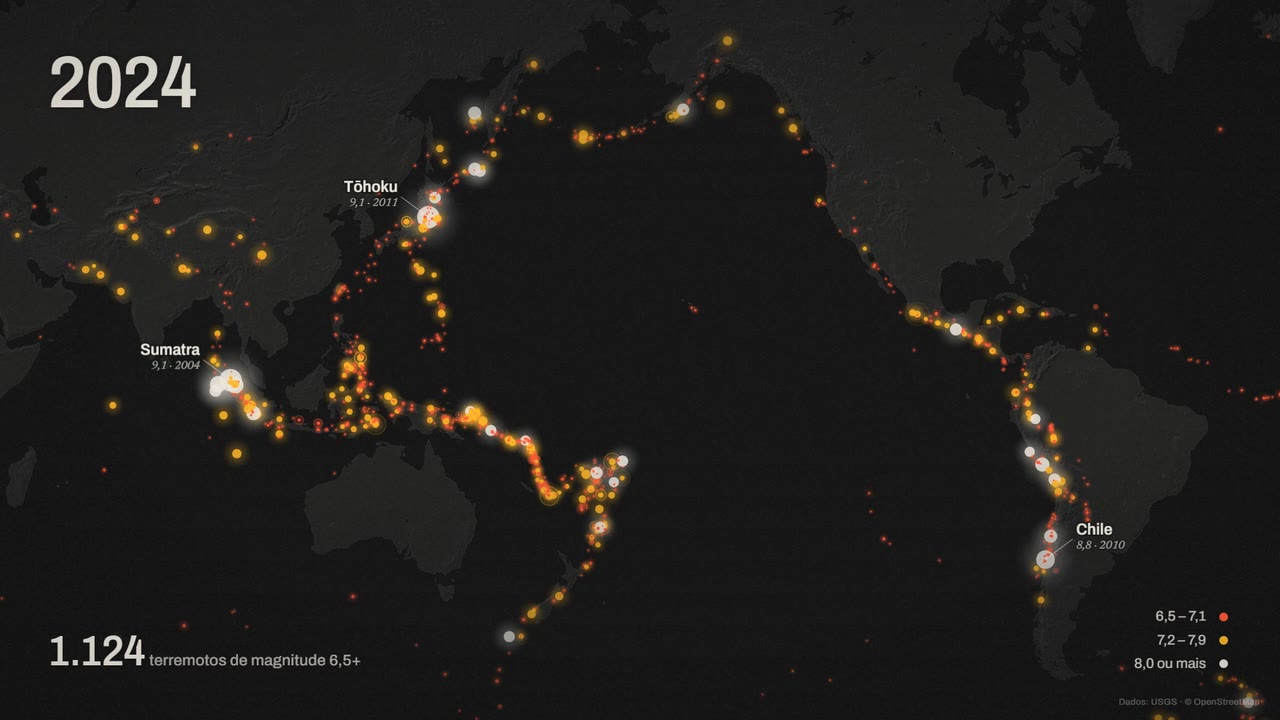 2024
Tōhoku
9,1 · 2011
Sumatra
9,1 · 2004
Chile
8,8 · 2010
1.124 terremotos de magnitude 6,5+
6,5 – 7,1
7,2 – 7,9
8,0 ou mais
Dados: USGS · © OpenStreetMap